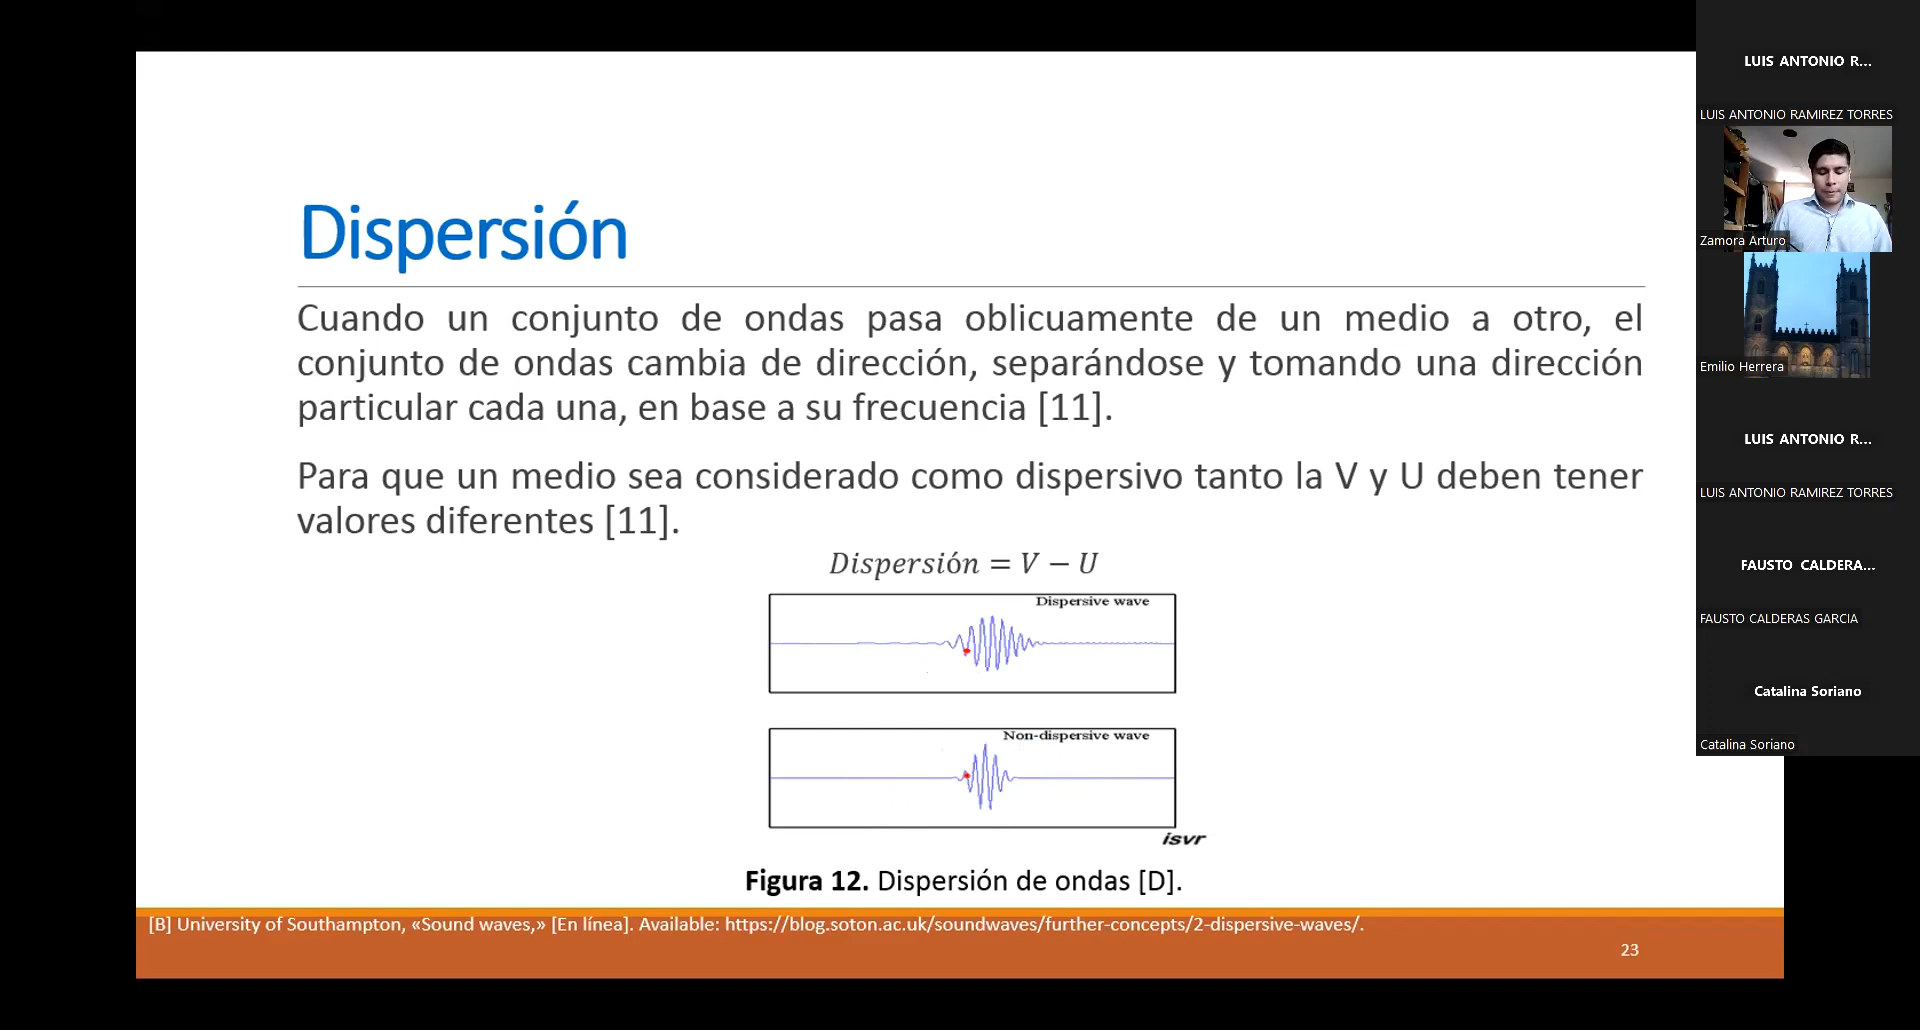 Dispersión
Cuando un conjunto de ondas pasa oblicuamente de un medio a otro, el
conjunto de ondas cambia de dirección, separándose y tomando una dirección
particular cada una, en base a su frecuencia [11].
Para que un medio sea considerado como dispersivo tanto la V y U deben tener
valores diferentes [11].
Dispersión = V − U
Dispersive wave
Non-dispersive wave
isvr
Figura 12. Dispersión de ondas [D].
[B] University of Southampton, «Sound waves,» [En línea]. Available: https://blog.soton.ac.uk/soundwaves/further-concepts/2-dispersive-waves/.
23
LUIS ANTONIO R...
LUIS ANTONIO RAMIREZ TORRES
Zamora Arturo
Emilio Herrera
LUIS ANTONIO R...
LUIS ANTONIO RAMIREZ TORRES
FAUSTO CALDERA...
FAUSTO CALDERAS GARCIA
Catalina Soriano
Catalina Soriano